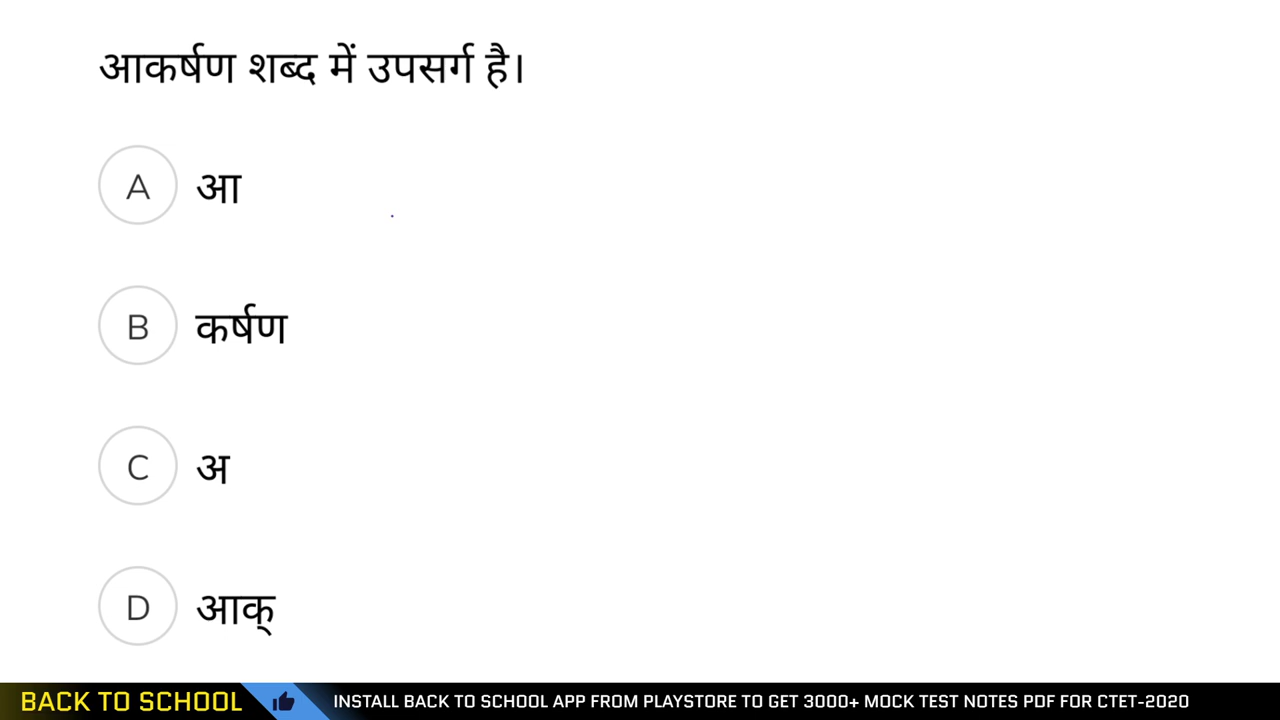 आकर्षण शब्द में उपसर्ग है।
A आ
B कर्षण
C अ
D आक्
BACK TO SCHOOL INSTALL BACK TO SCHOOL APP FROM PLAYSTORE TO GET 3000+ MOCK TEST NOTES PDF FOR CTET-2020